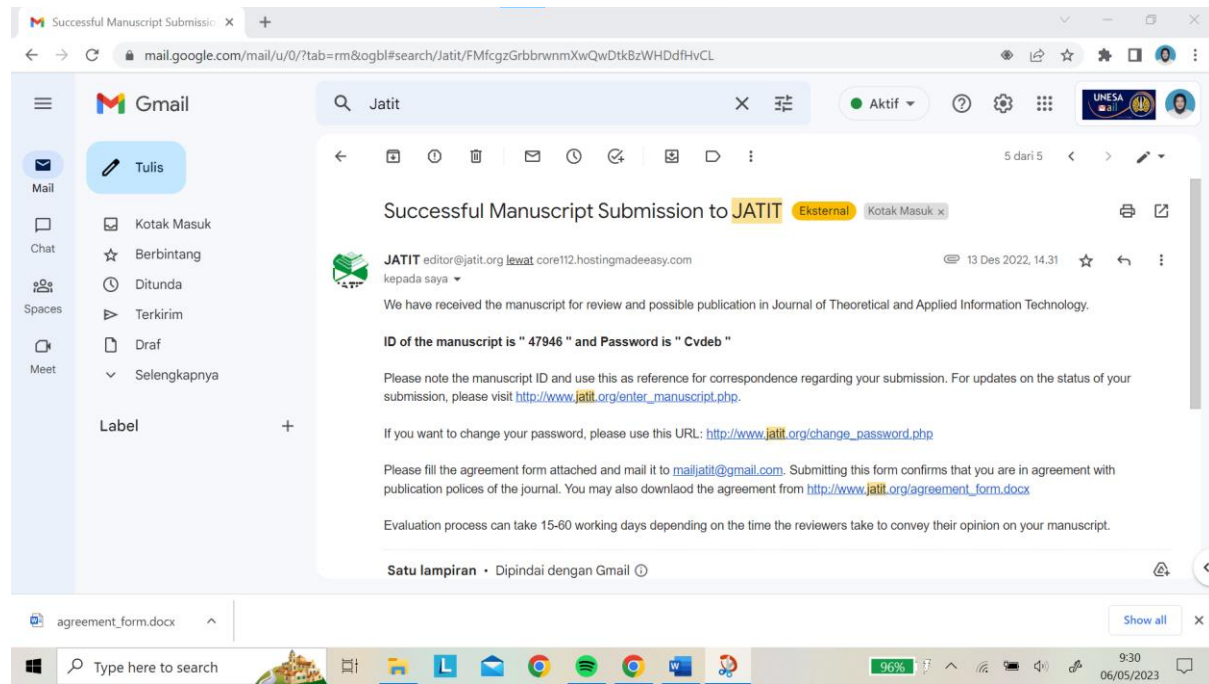 Successful Manuscript Submissio
mail.google.com/mail/u/0/?tab=rm&ogbl#search/Jatit/FMfcgzGrbbrwnmXwQwDtkBzWHDdfHvCL
Gmail
Jatit
Aktif
UNESA
Mail
Tulis
5 dari 5
Mail
Chat
Spaces
Meet
Kotak Masuk
Berbintang
Ditunda
Terkirim
Draf
Selengkapnya
Label
Successful Manuscript Submission to JATIT Eksternal Kotak Masuk x
JATIT editor@jatit.org lewat core112.hostingmadeeasy.com 13 Des 2022, 14.31
kepada saya
We have received the manuscript for review and possible publication in Journal of Theoretical and Applied Information Technology.
ID of the manuscript is " 47946 " and Password is " Cvdeb "
Please note the manuscript ID and use this as reference for correspondence regarding your submission. For updates on the status of your
submission, please visit http://www.jatit.org/enter_manuscript.php.
If you want to change your password, please use this URL: http://www.jatit.org/change_password.php
Please fill the agreement form attached and mail it to mailjatit@gmail.com. Submitting this form confirms that you are in agreement with
publication polices of the journal. You may also downlaod the agreement from http://www.jatit.org/agreement_form.docx
Evaluation process can take 15-60 working days depending on the time the reviewers take to convey their opinion on your manuscript.
Satu lampiran • Dipindai dengan Gmail
agreement_form.docx
Show all
Type here to search
96%
9:30
06/05/2023